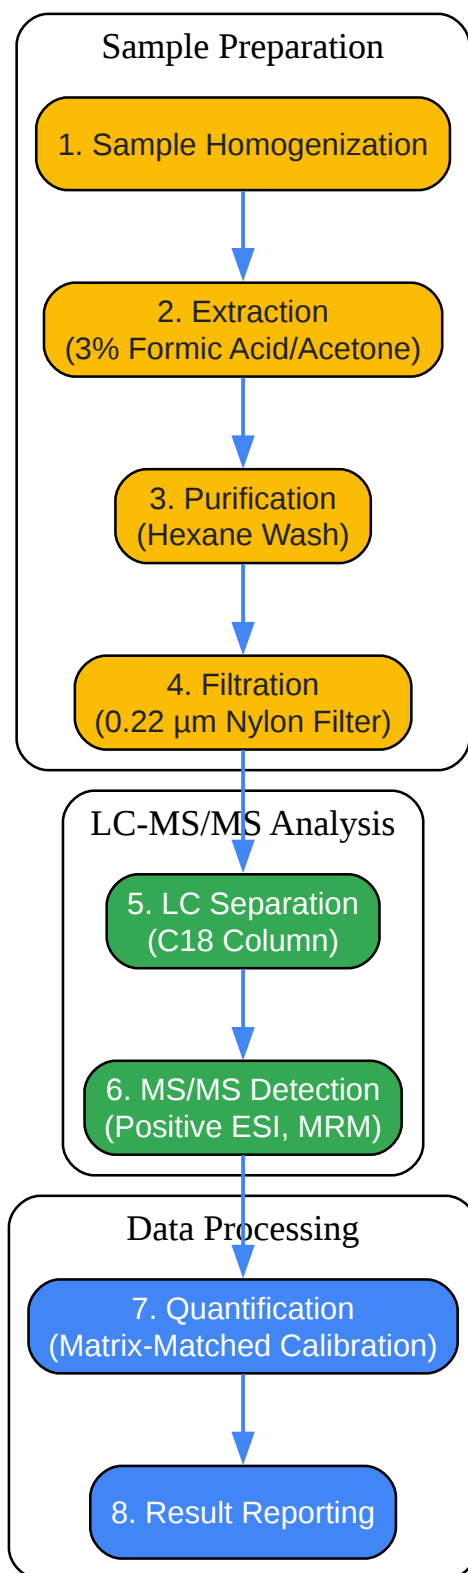 Sample Preparation
1. Sample Homogenization
2. Extraction
(3% Formic Acid/Acetone)
3. Purification
(Hexane Wash)
4. Filtration
(0.22 µm Nylon Filter)
LC-MS/MS Analysis
5. LC Separation
(C18 Column)
6. MS/MS Detection
(Positive ESI, MRM)
Data Processing
7. Quantification
(Matrix-Matched Calibration)
8. Result Reporting